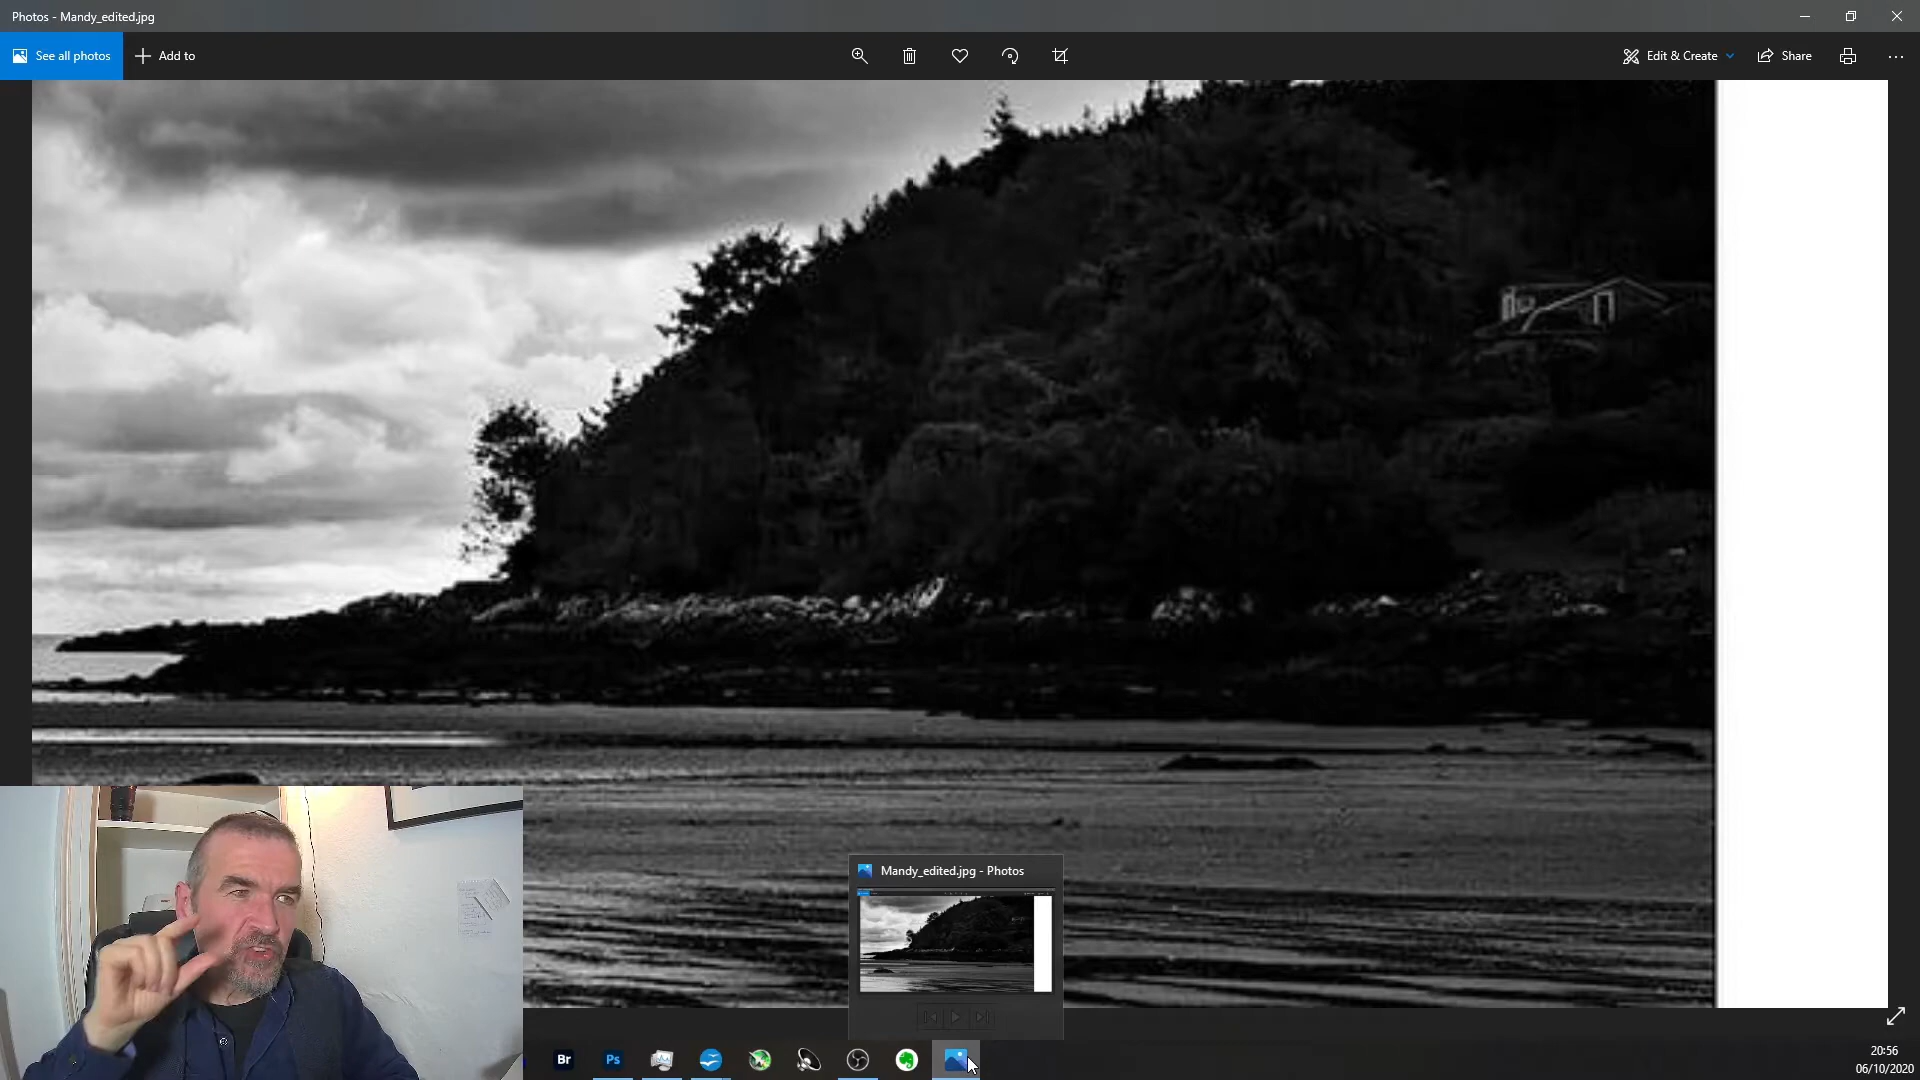 Photos - Mandy_edited.jpg
See all photos
Add to
Edit & Create
Share
Mandy_edited.jpg - Photos
Br
Ps
20:56
06/10/2020